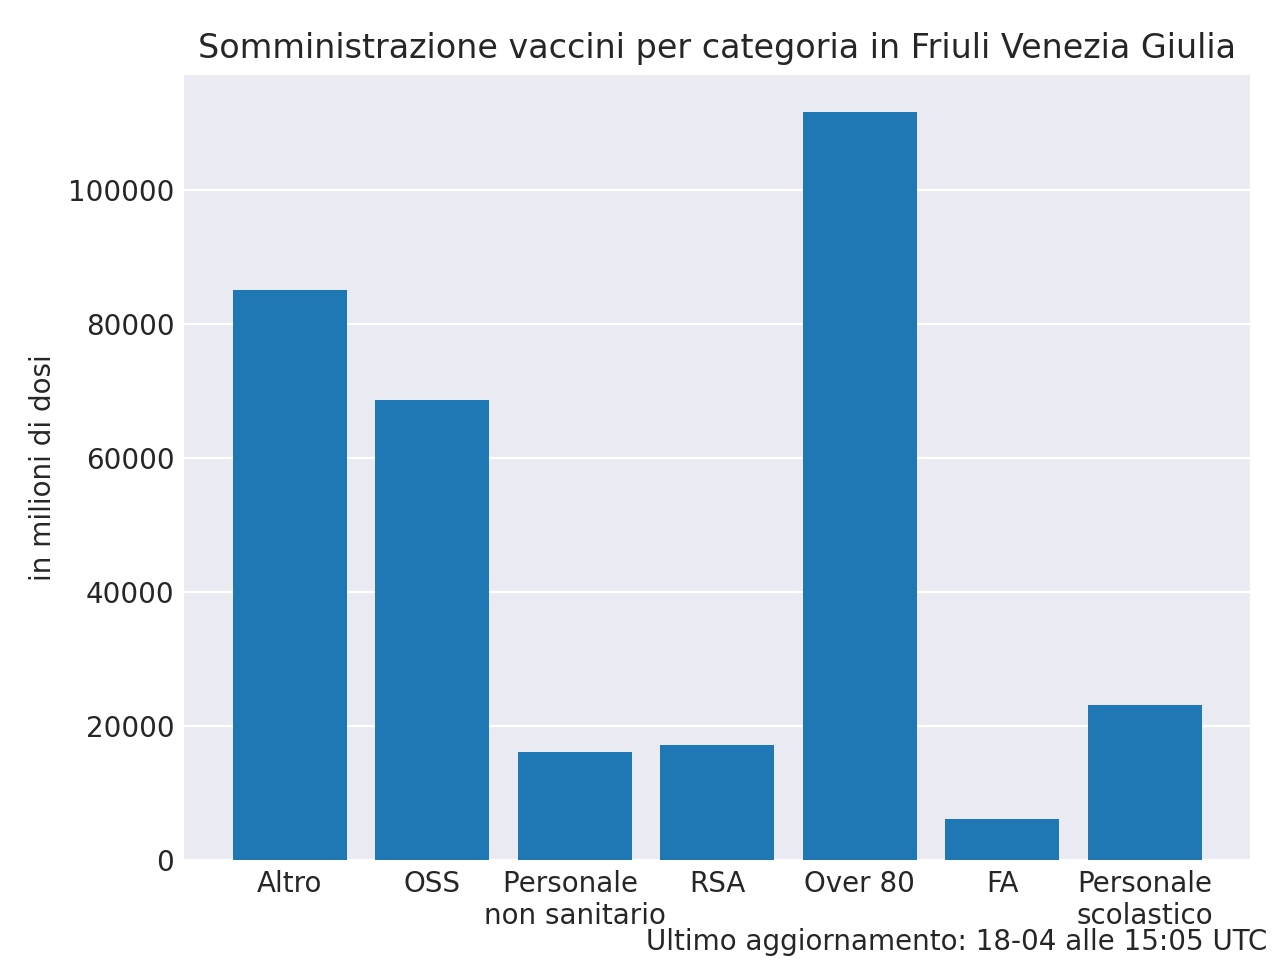 Somministrazione vaccini per categoria in Friuli Venezia Giulia
in milioni di dosi
100000
80000
60000
40000
20000
0
Altro
OSS
Personale
non sanitario
RSA
Over 80
FA
Personale
scolastico
Ultimo aggiornamento: 18-04 alle 15:05 UTC